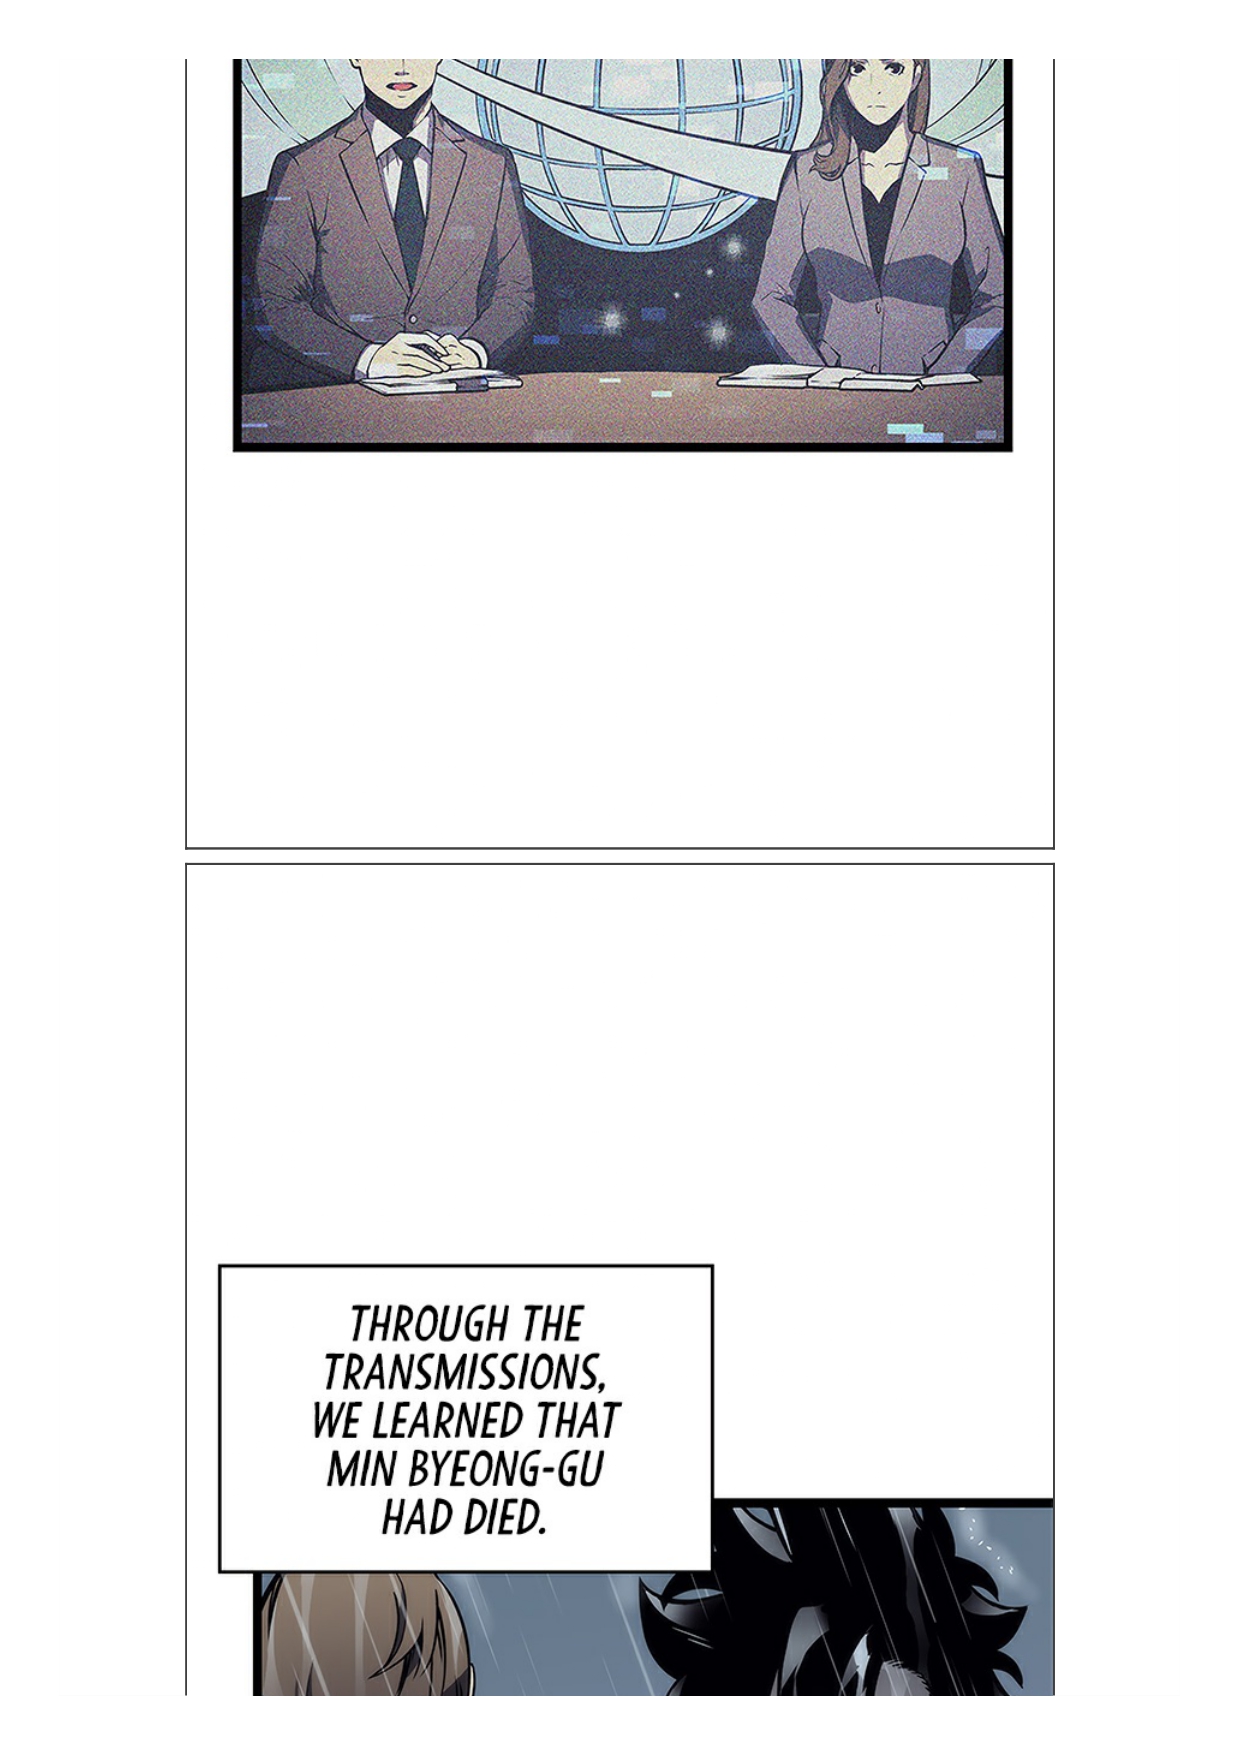 THROUGH THE
TRANSMISSIONS,
WE LEARNED THAT
MIN BYEONG-GU
HAD DIED.